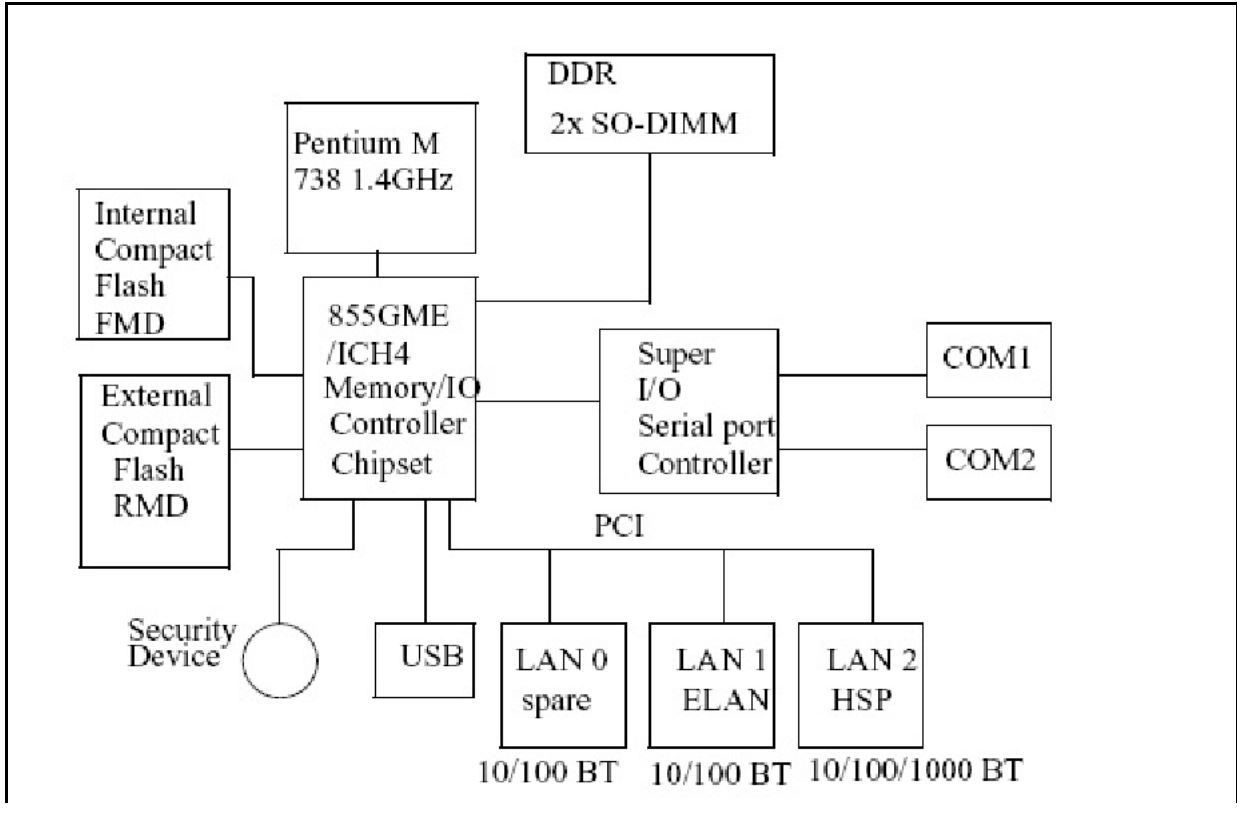 DDR
2x SO-DIMM
Pentium M
738 1.4GHz
Internal
Compact
Flash
FMD
855GME
/ICH4
Memory/IO
Controller
Chipset
Super
I/O
Serial port
Controller
COM1
COM2
External
Compact
Flash
RMD
PCI
Security
Device
USB
LAN 0
spare
LAN 1
ELAN
LAN 2
HSP
10/100 BT
10/100 BT
10/100/1000 BT